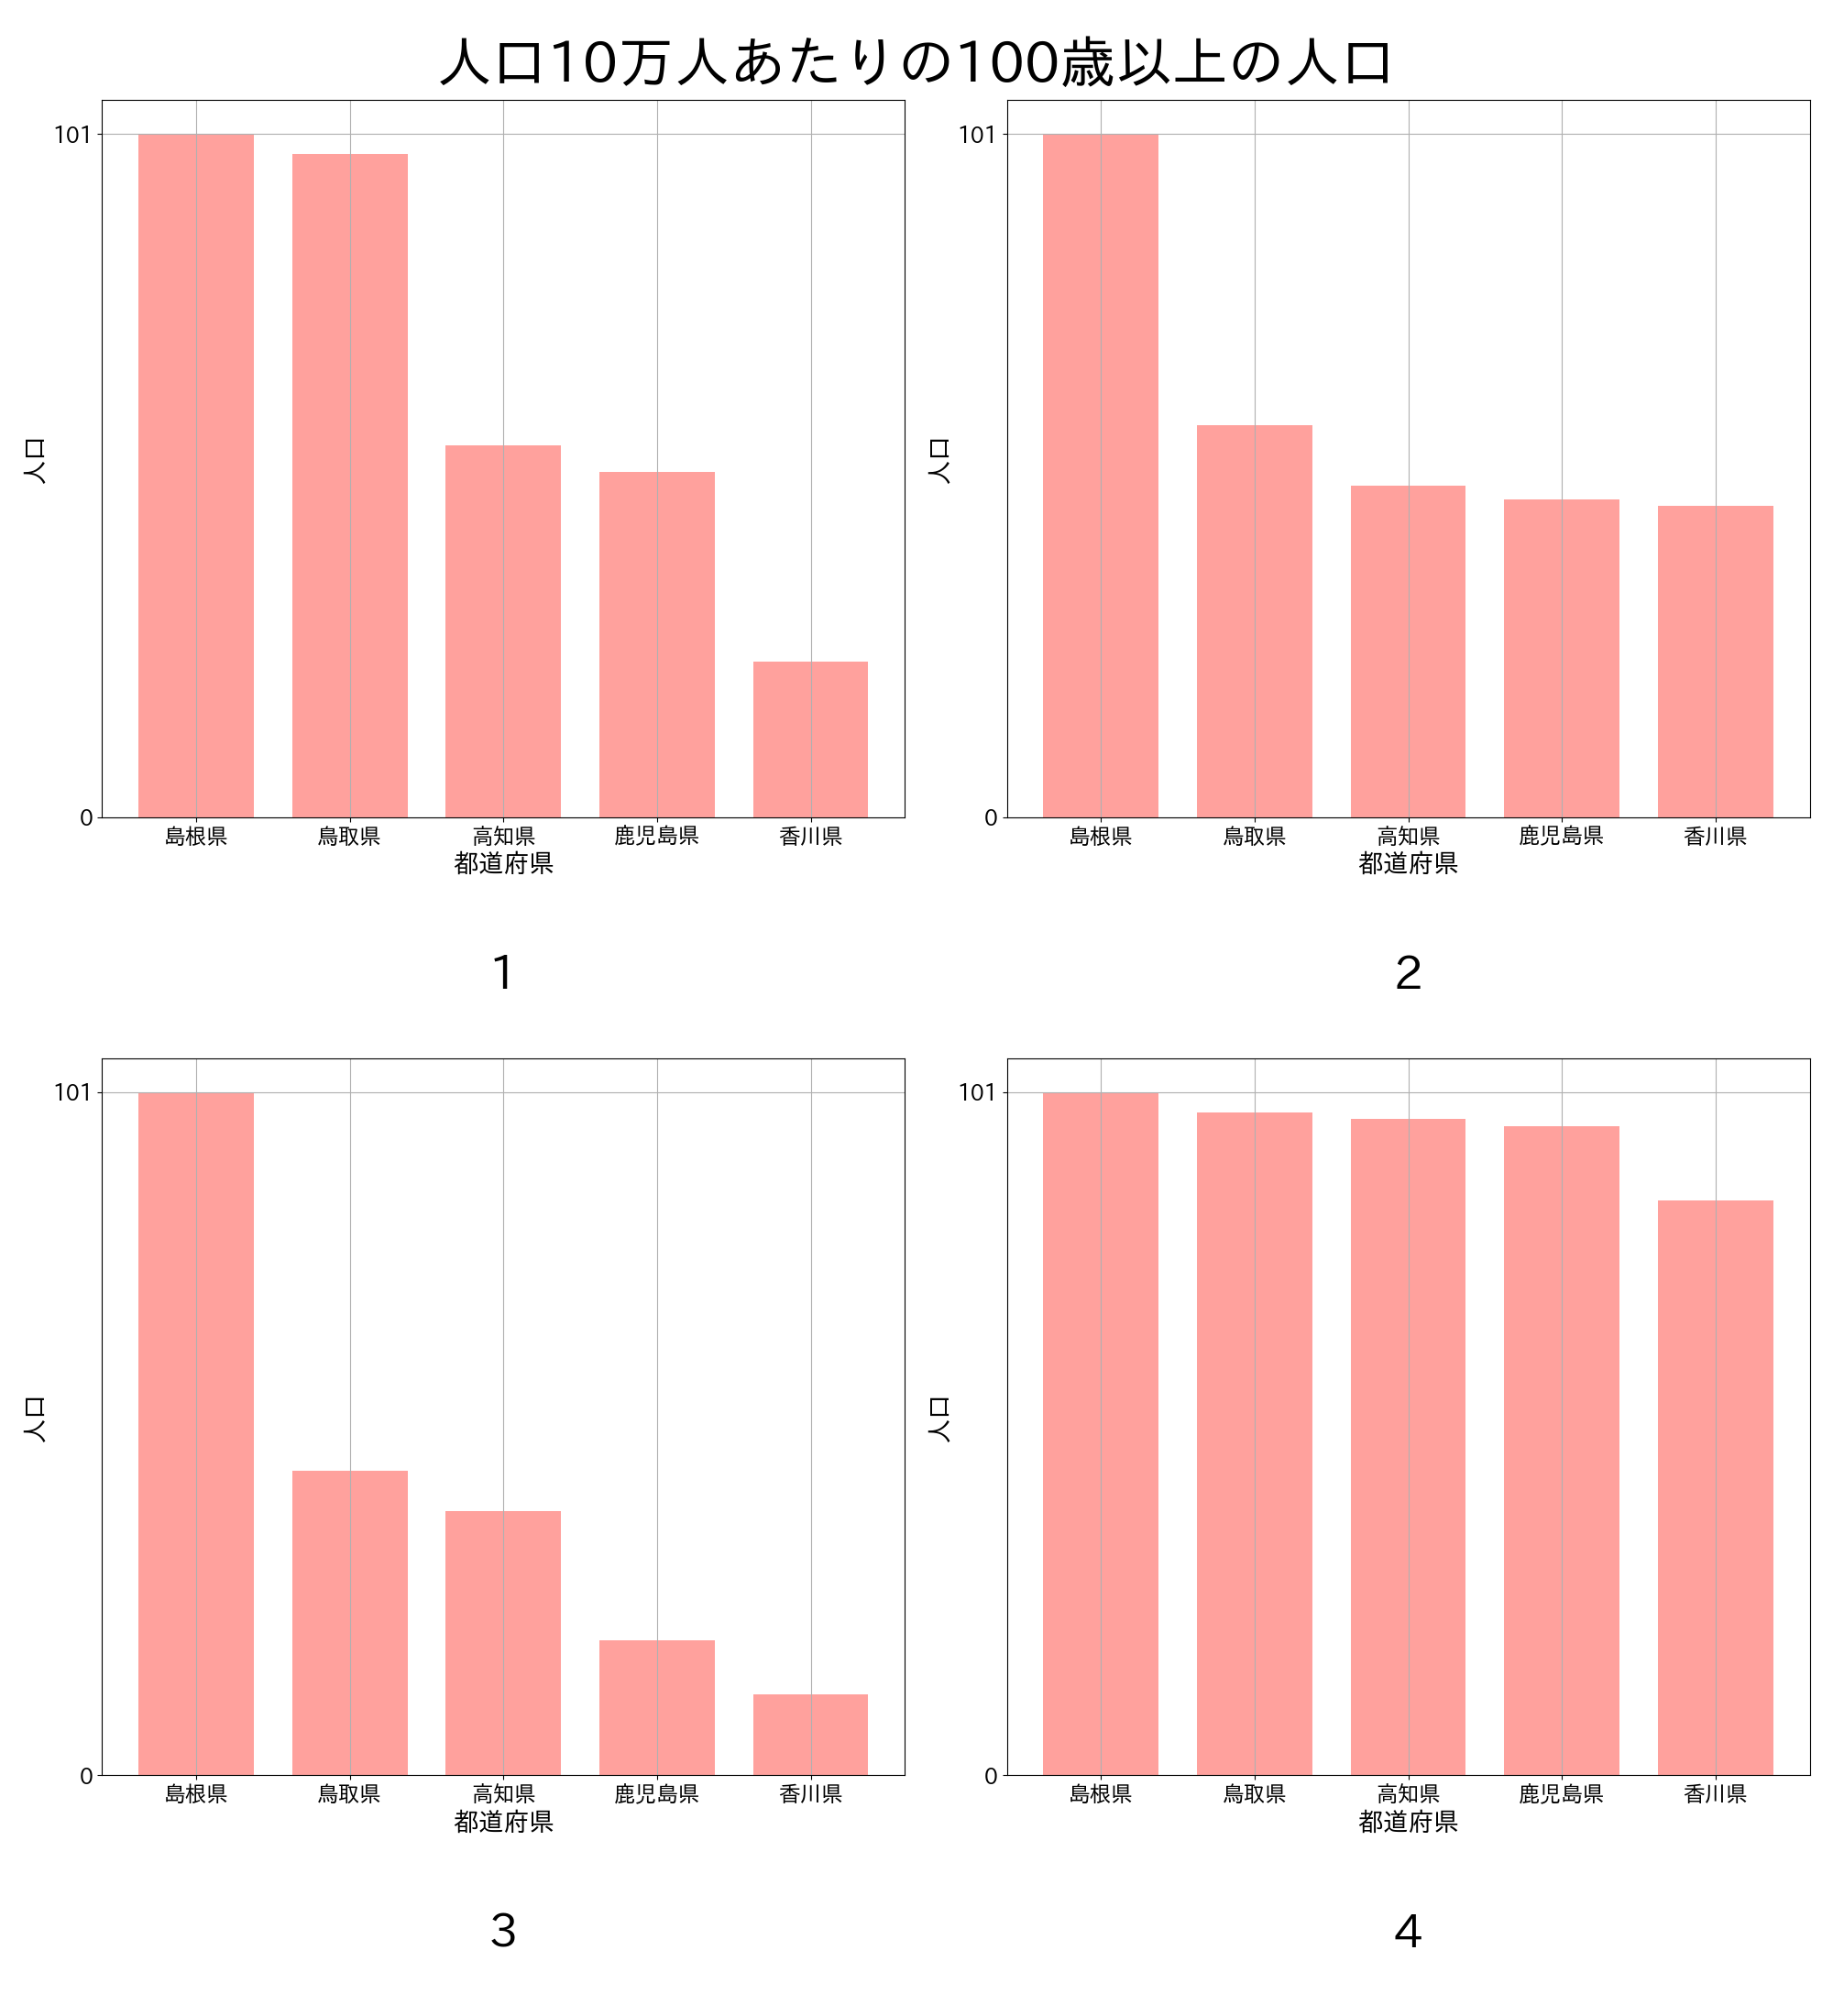 人口10万人あたりの100歳以上の人口
101
人口
0
島根県 鳥取県 高知県 鹿児島県 香川県
都道府県
1
101
人口
0
島根県 鳥取県 高知県 鹿児島県 香川県
都道府県
2
101
人口
0
島根県 鳥取県 高知県 鹿児島県 香川県
都道府県
3
101
人口
0
島根県 鳥取県 高知県 鹿児島県 香川県
都道府県
4